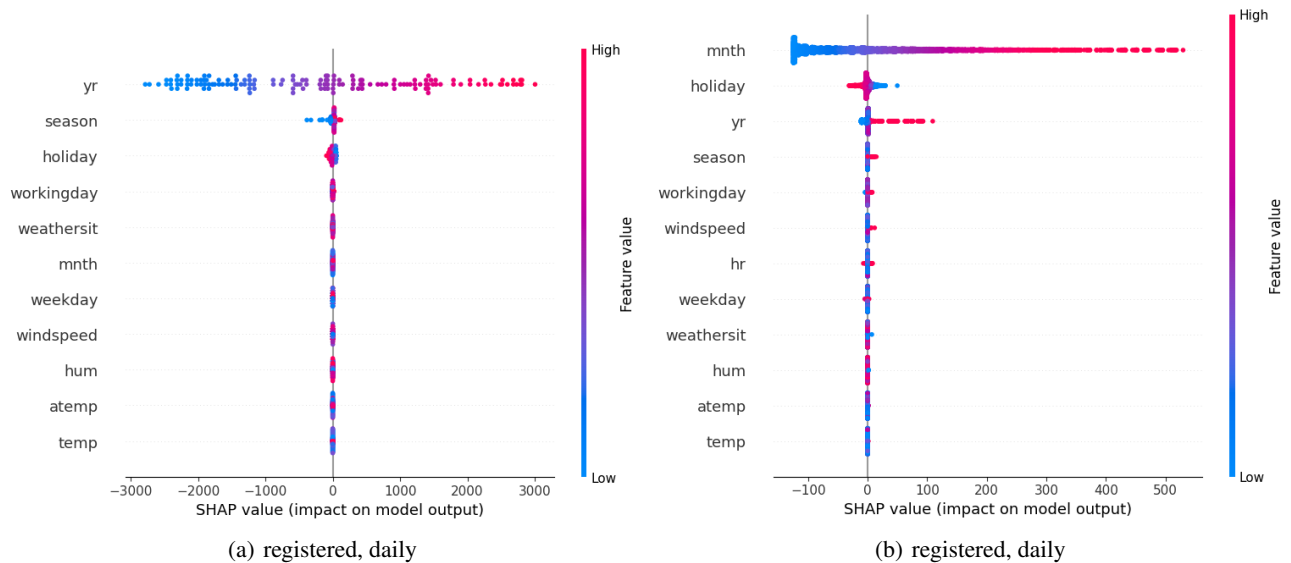 High
yr
season
holiday
workingday
weathersit
mnth
weekday
windspeed
hum
atemp
temp
Low
Feature value
−3000 −2000 −1000 0 1000 2000 3000
SHAP value (impact on model output)
(a) registered, daily
High
mnth
holiday
yr
season
workingday
windspeed
hr
weekday
weathersit
hum
atemp
temp
Low
Feature value
−100 0 100 200 300 400 500
SHAP value (impact on model output)
(b) registered, daily